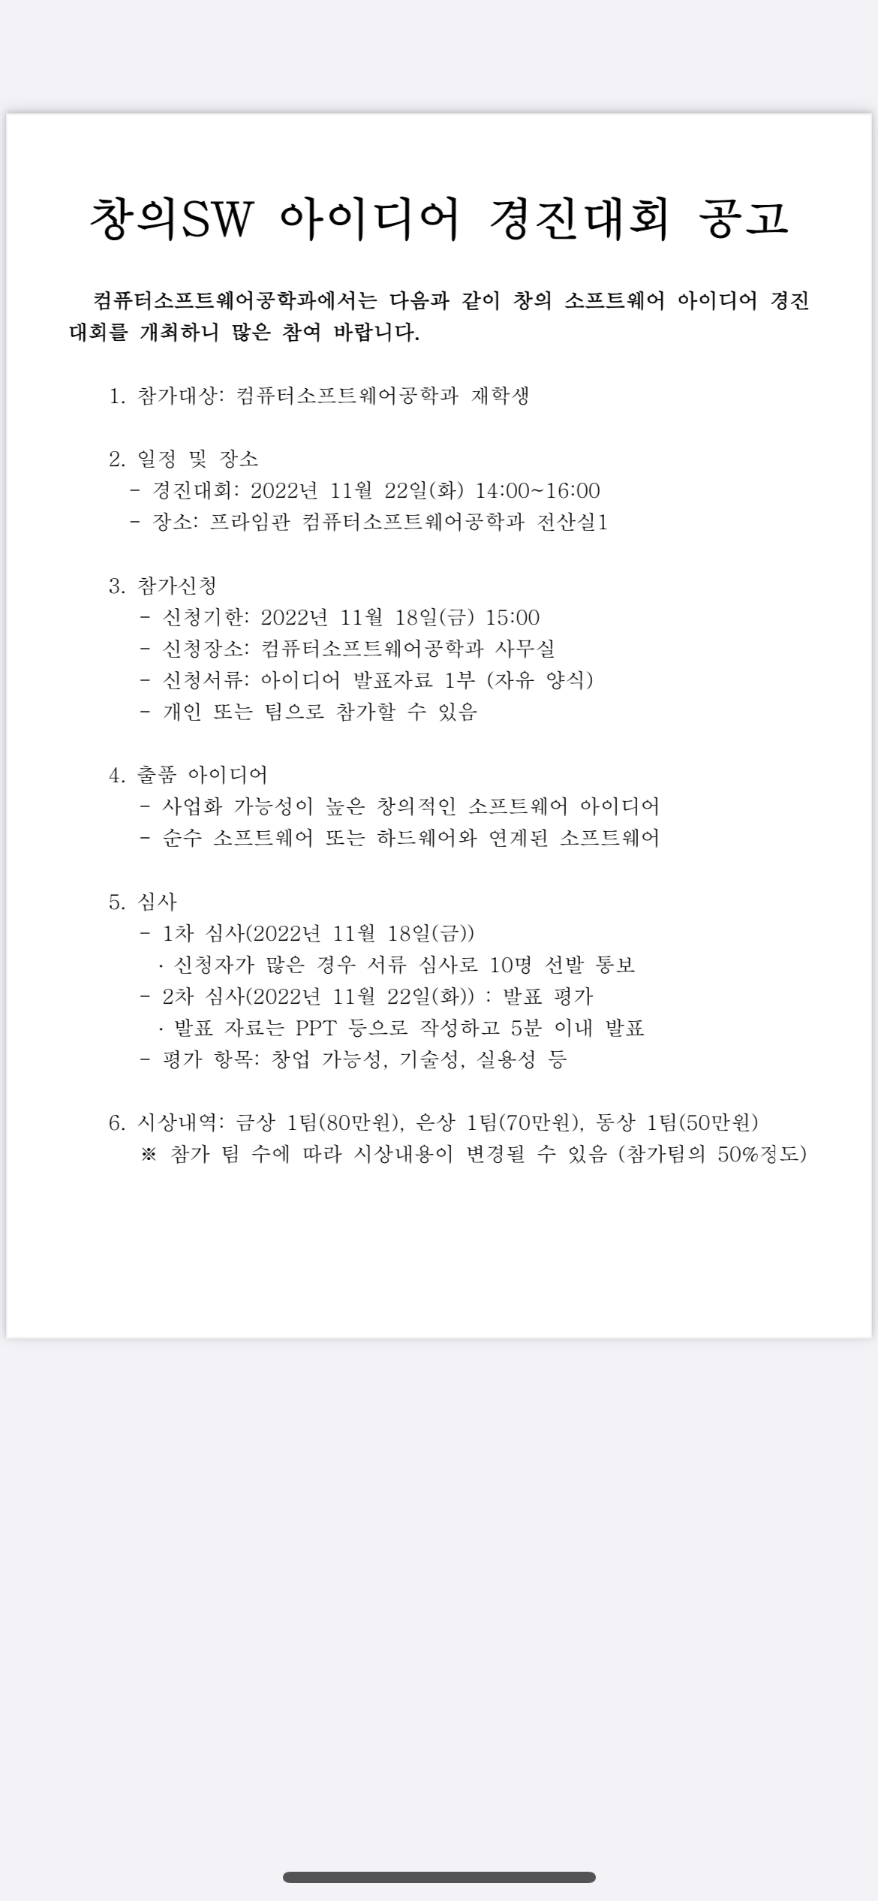 창의SW 아이디어 경진대회 공고
컴퓨터소프트웨어공학과에서는 다음과 같이 창의 소프트웨어 아이디어 경진
대회를 개최하니 많은 참여 바랍니다.
1. 참가대상: 컴퓨터소프트웨어공학과 재학생
2. 일정 및 장소
- 경진대회: 2022년 11월 22일(화) 14:00~16:00
- 장소: 프라임관 컴퓨터소프트웨어공학과 전산실1
3. 참가신청
- 신청기한: 2022년 11월 18일(금) 15:00
- 신청장소: 컴퓨터소프트웨어공학과 사무실
- 신청서류: 아이디어 발표자료 1부 (자유 양식)
- 개인 또는 팀으로 참가할 수 있음
4. 출품 아이디어
- 사업화 가능성이 높은 창의적인 소프트웨어 아이디어
- 순수 소프트웨어 또는 하드웨어와 연계된 소프트웨어
5. 심사
- 1차 심사(2022년 11월 18일(금))
· 신청자가 많은 경우 서류 심사로 10명 선발 통보
- 2차 심사(2022년 11월 22일(화)) : 발표 평가
· 발표 자료는 PPT 등으로 작성하고 5분 이내 발표
- 평가 항목: 창업 가능성, 기술성, 실용성 등
6. 시상내역: 금상 1팀(80만원), 은상 1팀(70만원), 동상 1팀(50만원)
※ 참가 팀 수에 따라 시상내용이 변경될 수 있음 (참가팀의 50%정도)